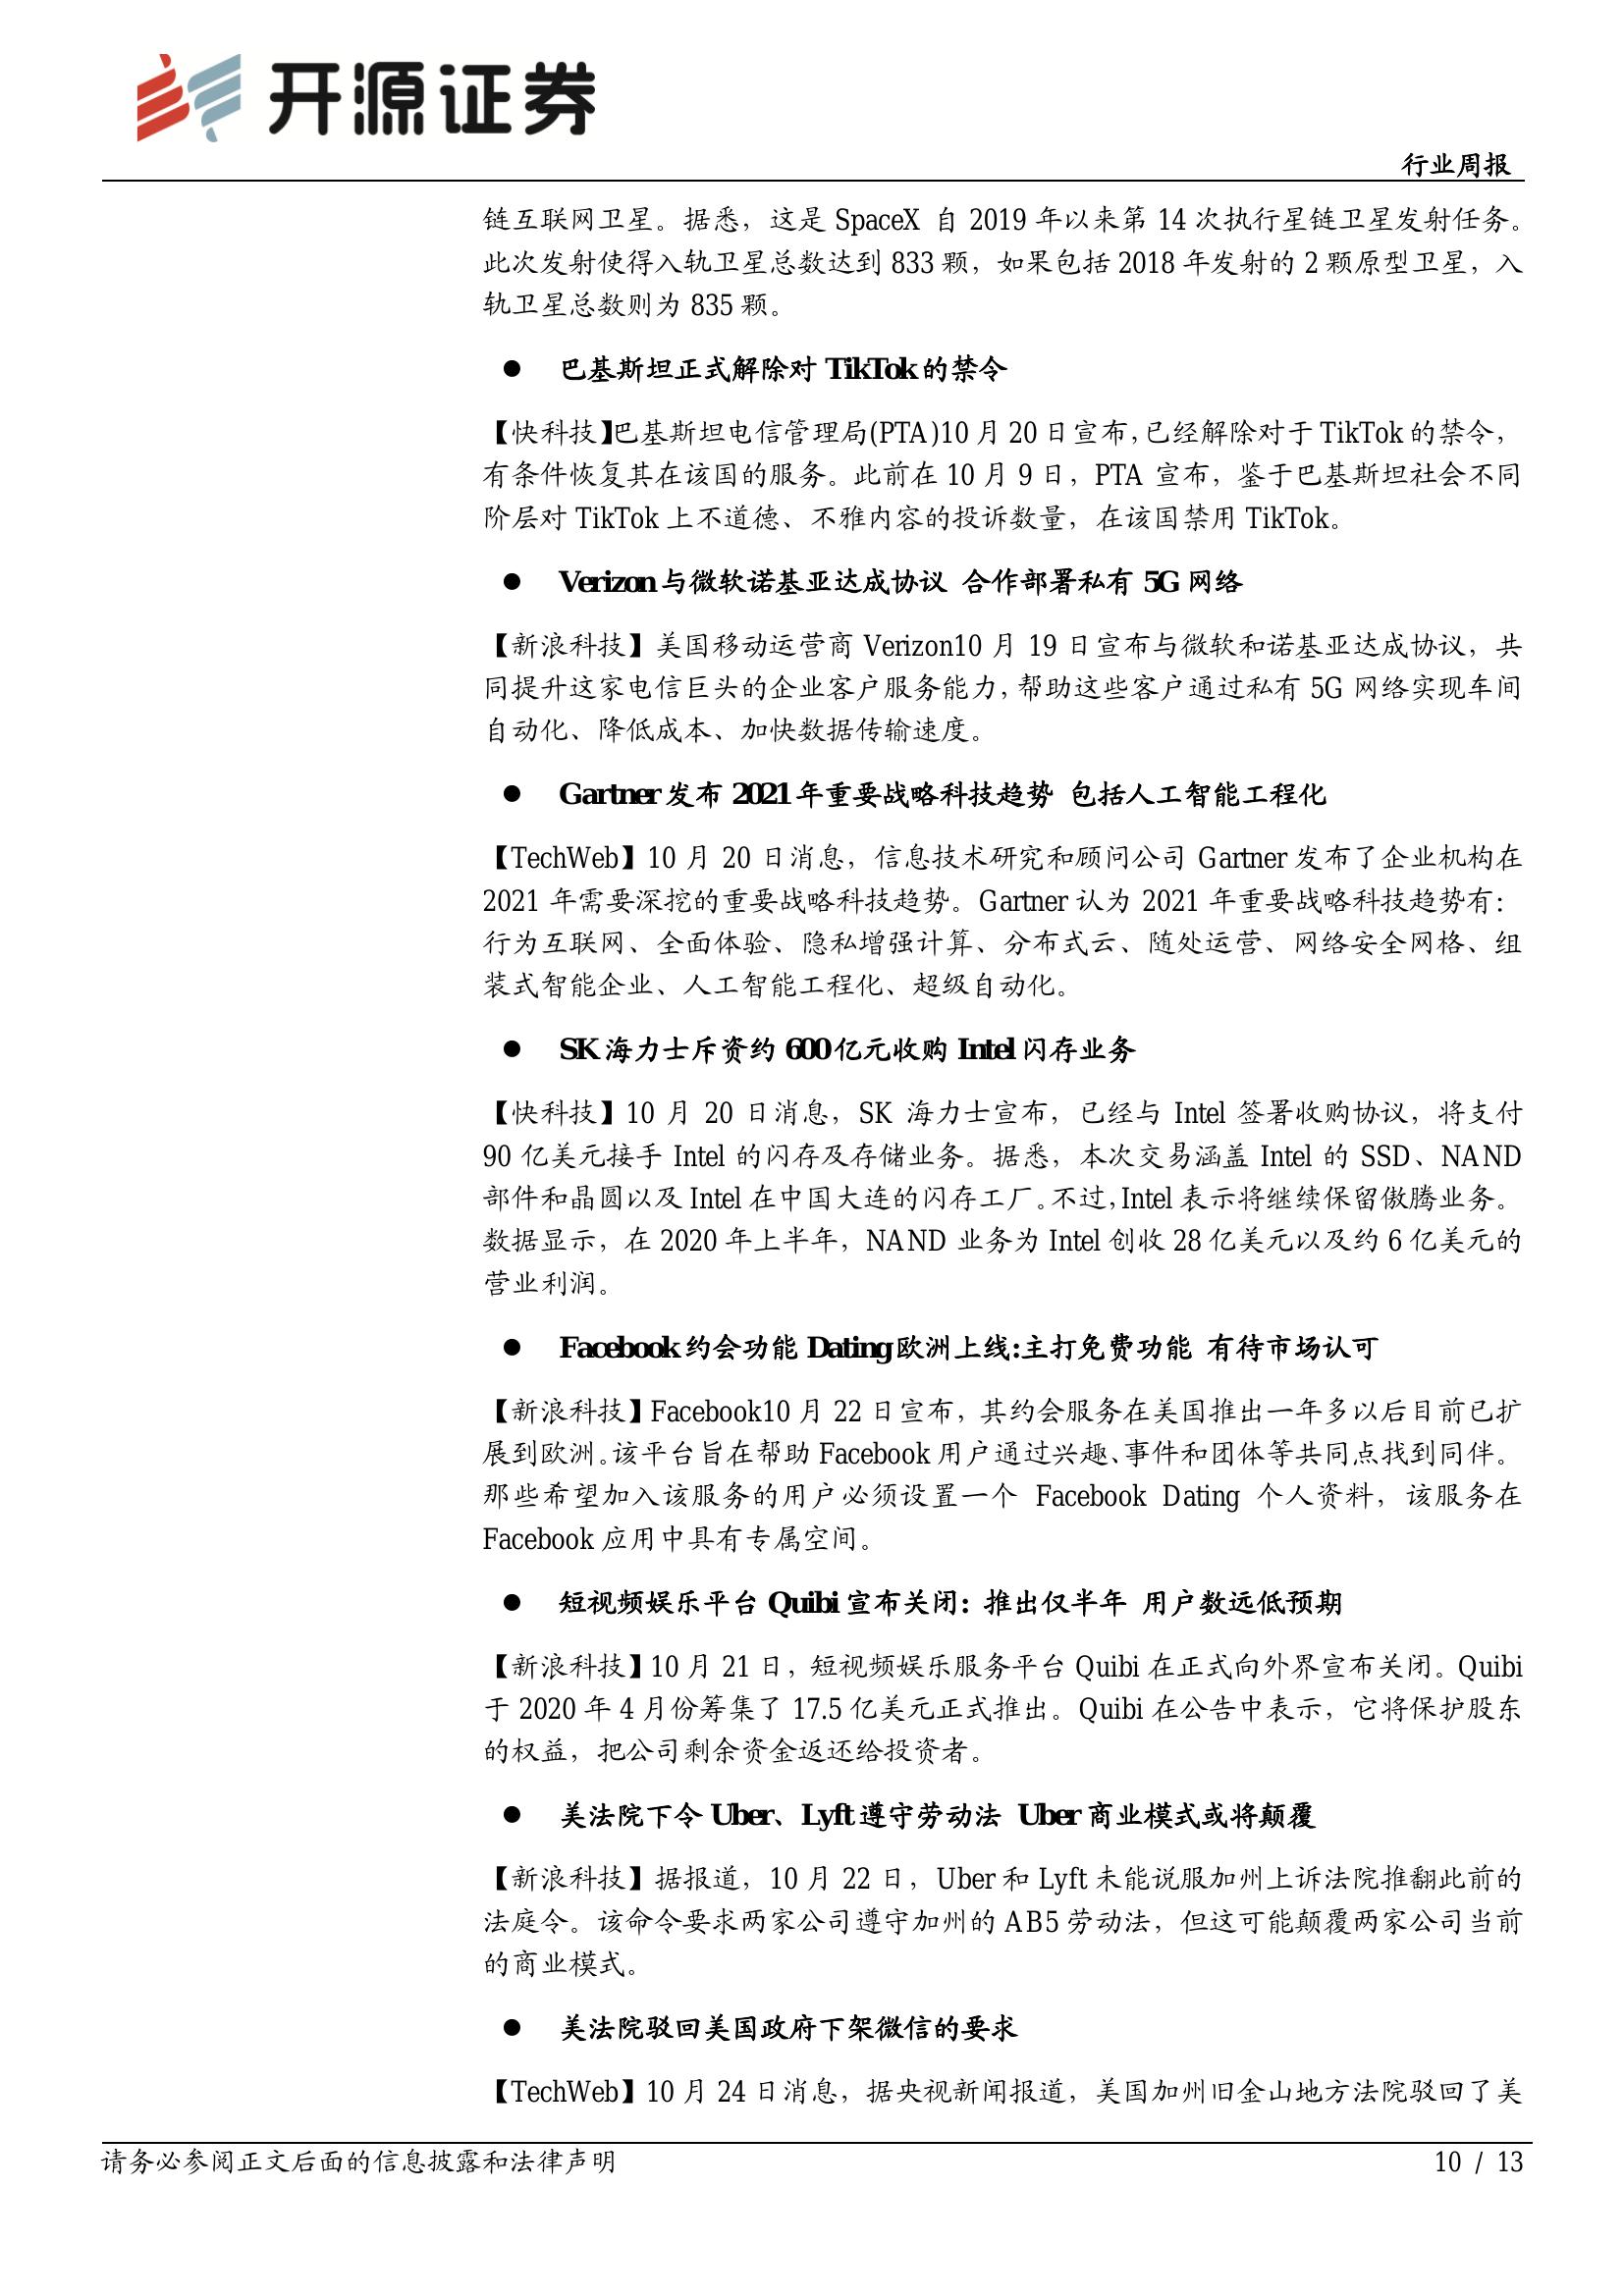 开源证券
行业周报
链互联网卫星。据悉，这是 SpaceX 自 2019 年以来第 14 次执行星链卫星发射任务。
此次发射使得入轨卫星总数达到 833 颗，如果包括 2018 年发射的 2 颗原型卫星，入
轨卫星总数则为 835 颗。
● 巴基斯坦正式解除对 TikTok 的禁令
【快科技】巴基斯坦电信管理局(PTA)10 月 20 日宣布，已经解除对于 TikTok 的禁令，
有条件恢复其在该国的服务。此前在 10 月 9 日，PTA 宣布，鉴于巴基斯坦社会不同
阶层对 TikTok 上不道德、不雅内容的投诉数量，在该国禁用 TikTok。
● Verizon 与微软诺基亚达成协议 合作部署私有 5G 网络
【新浪科技】美国移动运营商 Verizon10 月 19 日宣布与微软和诺基亚达成协议，共
同提升这家电信巨头的企业客户服务能力，帮助这些客户通过私有 5G 网络实现车间
自动化、降低成本、加快数据传输速度。
● Gartner 发布 2021 年重要战略科技趋势 包括人工智能工程化
【TechWeb】10 月 20 日消息，信息技术研究和顾问公司 Gartner 发布了企业机构在
2021 年需要深挖的重要战略科技趋势。Gartner 认为 2021 年重要战略科技趋势有：
行为互联网、全面体验、隐私增强计算、分布式云、随处运营、网络安全网格、组
装式智能企业、人工智能工程化、超级自动化。
● SK 海力士斥资约 600 亿元收购 Intel 闪存业务
【快科技】10 月 20 日消息，SK 海力士宣布，已经与 Intel 签署收购协议，将支付
90 亿美元接手 Intel 的闪存及存储业务。据悉，本次交易涵盖 Intel 的 SSD、NAND
部件和晶圆以及 Intel 在中国大连的闪存工厂。不过，Intel 表示将继续保留傲腾业务。
数据显示，在 2020 年上半年，NAND 业务为 Intel 创收 28 亿美元以及约 6 亿美元的
营业利润。
● Facebook 约会功能 Dating 欧洲上线:主打免费功能 有待市场认可
【新浪科技】Facebook10 月 22 日宣布，其约会服务在美国推出一年多以后目前已扩
展到欧洲。该平台旨在帮助 Facebook 用户通过兴趣、事件和团体等共同点找到同伴。
那些希望加入该服务的用户必须设置一个 Facebook Dating 个人资料，该服务在
Facebook 应用中具有专属空间。
● 短视频娱乐平台 Quibi 宣布关闭：推出仅半年 用户数远低预期
【新浪科技】10 月 21 日，短视频娱乐服务平台 Quibi 在正式向外界宣布关闭。Quibi
于 2020 年 4 月份筹集了 17.5 亿美元正式推出。Quibi 在公告中表示，它将保护股东
的权益，把公司剩余资金返还给投资者。
● 美法院下令 Uber、Lyft 遵守劳动法 Uber 商业模式或将颠覆
【新浪科技】据报道，10 月 22 日，Uber 和 Lyft 未能说服加州上诉法院推翻此前的
法庭令。该命令要求两家公司遵守加州的 AB5 劳动法，但这可能颠覆两家公司当前
的商业模式。
● 美法院驳回美国政府下架微信的要求
【TechWeb】10 月 24 日消息，据央视新闻报道，美国加州旧金山地方法院驳回了美
请务必参阅正文后面的信息披露和法律声明
10 / 13